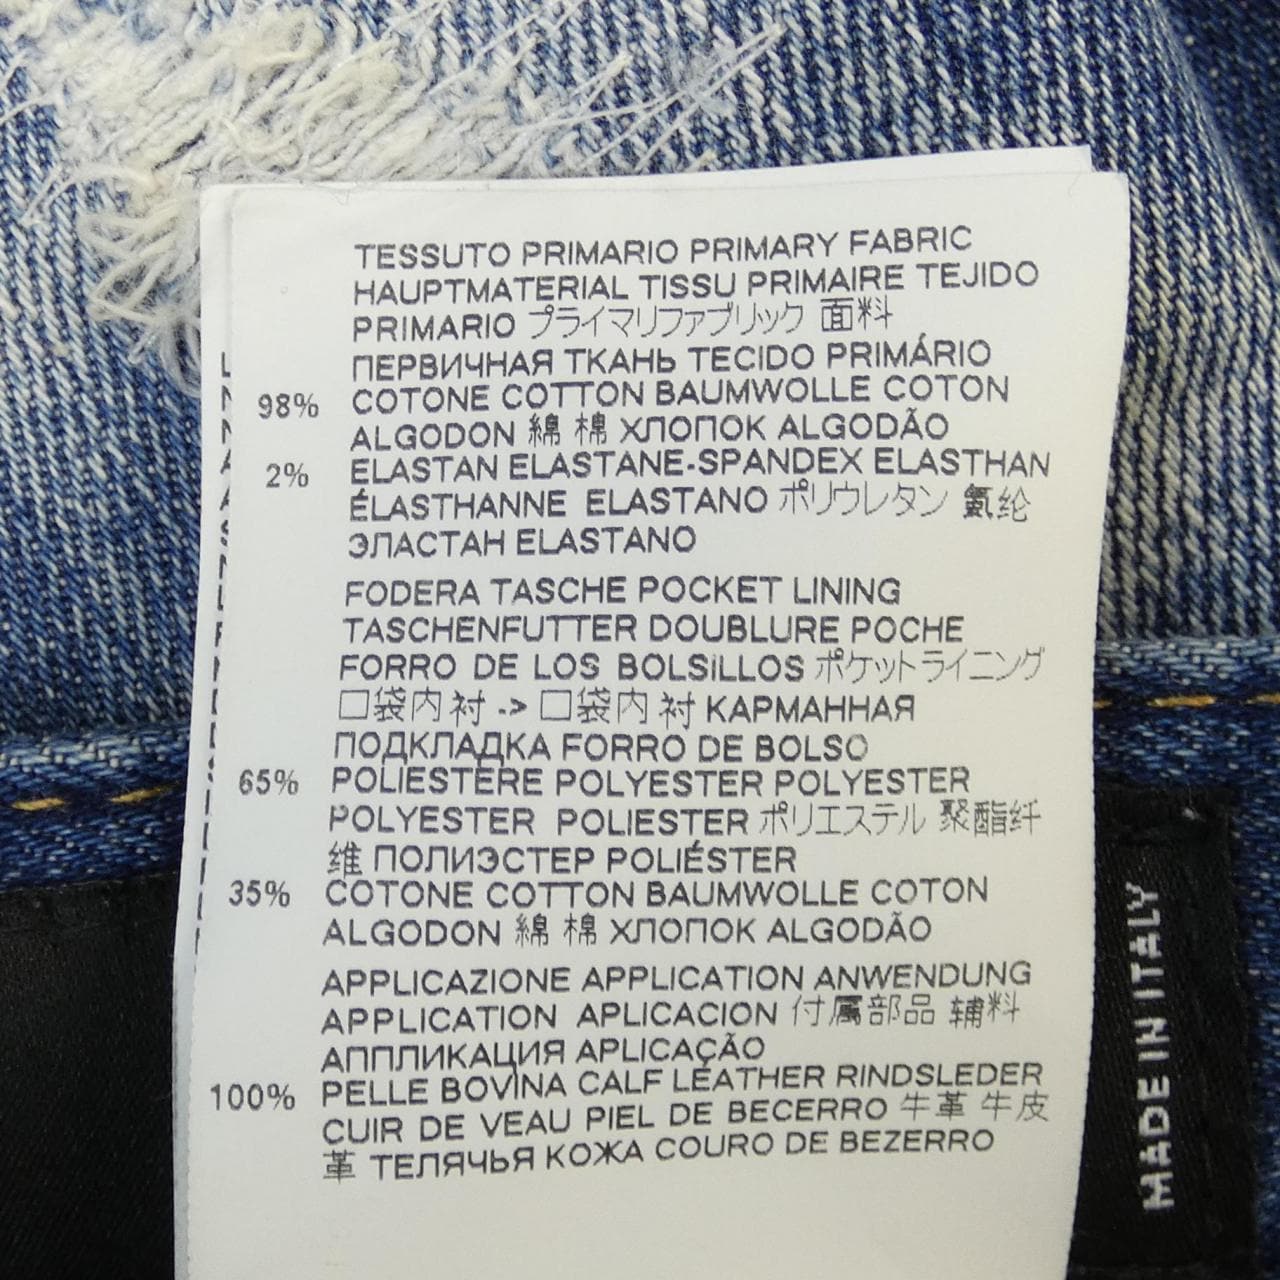 TESSUTO PRIMARIO PRIMARY FABRIC
HAUPTMATERIAL TISSU PRIMAIRE TEJIDO
PRIMARIO プライマリファブリック 面料
ПЕРВИЧНАЯ ТКАНЬ TECIDO PRIMÁRIO
98% COTONE COTTON BAUMWOLLE COTON
ALGODON 綿 棉 ХЛОПОК ALGODÃO
2% ELASTAN ELASTANE-SPANDEX ELASTHAN
ÉLASTHANNE ELASTANO ポリウレタン 氨纶
ЭЛАСТАН ELASTANO
FODERA TASCHE POCKET LINING
TASCHENFUTTER DOUBLURE POCHE
FORRO DE LOS BOLSiLLOS ポケットライニング
口袋内衬 -> 口袋内衬 КАРМАННАЯ
ПОДКЛАДКА FORRO DE BOLSO
65% POLIESTERE POLYESTER POLYESTER
POLYESTER POLIESTER ポリエステル 聚酯纤
维 ПОЛИЭСТЕР POLIÉSTER
35% COTONE COTTON BAUMWOLLE COTON
ALGODON 綿 棉 ХЛОПОК ALGODÃO
APPLICAZIONE APPLICATION ANWENDUNG
APPLICATION APLICACION 付属部品 辅料
АППЛИКАЦИЯ APLICAÇÃO
100% PELLE BOVINA CALF LEATHER RINDSLEDER
CUIR DE VEAU PIEL DE BECERRO 牛革 牛皮
革 ТЕЛЯЧЬЯ КОЖА COURO DE BEZERRO
MADE IN ITALY